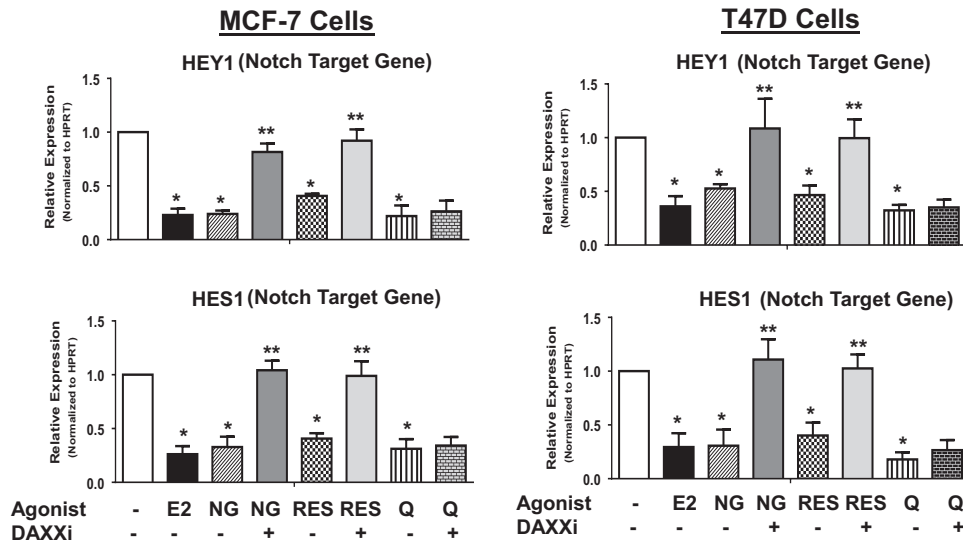 MCF-7 Cells
HEY1 (Notch Target Gene)
Relative Expression
(Normalized to HPRT)
1.5
1.0
0.5
0.0
* * ** * ** *
HES1 (Notch Target Gene)
Relative Expression
(Normalized to HPRT)
1.5
1.0
0.5
0.0
* * ** * ** *
Agonist - E2 NG NG RES RES Q Q
DAXXi - - - + - + - +
T47D Cells
HEY1 (Notch Target Gene)
Relative Expression
(Normalized to HPRT)
1.5
1.0
0.5
0.0
* * ** * ** *
HES1 (Notch Target Gene)
Relative Expression
(Normalized to HPRT)
1.5
1.0
0.5
0.0
* * ** * ** *
Agonist - E2 NG NG RES RES Q Q
DAXXi - - - + - + - +